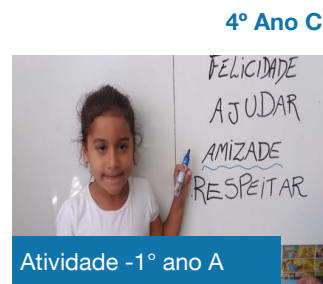 4º Ano C
FELICIDADE
AJUDAR
AMIZADE
RESPEITAR
Atividade -1° ano A